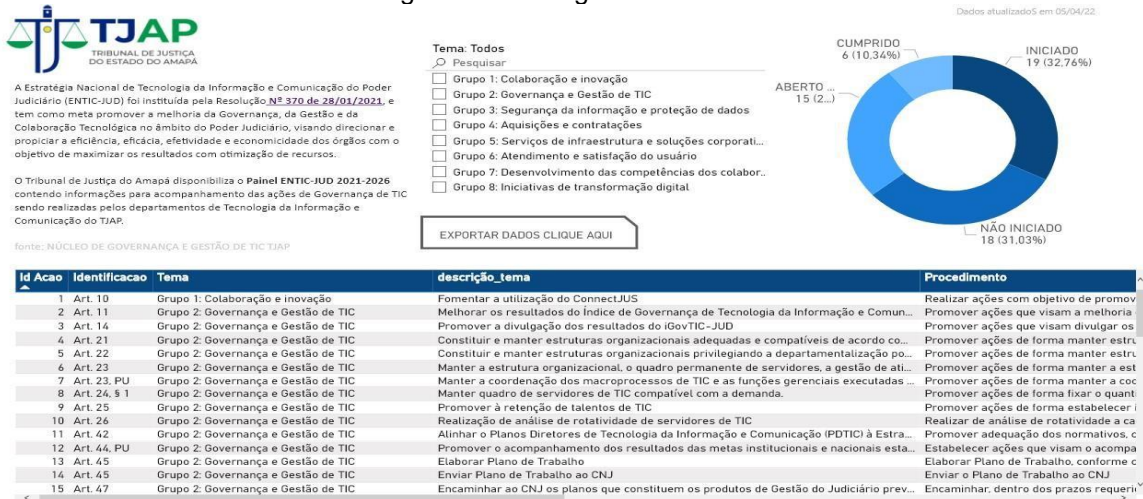 Dados atualizadoS em 05/04/22
TJAP
TRIBUNAL DE JUSTIÇA
DO ESTADO DO AMAPÁ
A Estratégia Nacional de Tecnologia da Informação e Comunicação do Poder
Judiciário (ENTIC-JUD) foi instituída pela Resolução Nº 370 de 28/01/2021, e
tem como meta promover a melhoria da Governança, da Gestão e da
Colaboração Tecnológica no âmbito do Poder Judiciário, visando direcionar e
propiciar a eficiência, eficácia, efetividade e economicidade dos órgãos com o
objetivo de maximizar os resultados com otimização de recursos.
O Tribunal de Justiça do Amapá disponibiliza o Painel ENTIC-JUD 2021-2026
contendo informações para acompanhamento das ações de Governança de TIC
sendo realizadas pelos departamentos de Tecnologia da Informação e
Comunicação do TJAP.
fonte: NÚCLEO DE GOVERNANÇA E GESTÃO DE TIC TJAP
Tema: Todos
Pesquisar
Grupo 1: Colaboração e inovação
Grupo 2: Governança e Gestão de TIC
Grupo 3: Segurança da informação e proteção de dados
Grupo 4: Aquisições e contratações
Grupo 5: Serviços de infraestrutura e soluções corporati...
Grupo 6: Atendimento e satisfação do usuário
Grupo 7: Desenvolvimento das competências dos colabor..
Grupo 8: Iniciativas de transformação digital
EXPORTAR DADOS CLIQUE AQUI
CUMPRIDO
6 (10,34%)
INICIADO
19 (32,76%)
ABERTO ...
15 (2...)
NÃO INICIADO
18 (31,03%)
Id Acao Identificacao Tema descrição_tema Procedimento
1 Art. 10 Grupo 1: Colaboração e inovação Fomentar a utilização do ConnectJUS Realizar ações com objetivo de promov
2 Art. 11 Grupo 2: Governança e Gestão de TIC Melhorar os resultados do Índice de Governança de Tecnologia da Informação e Comun... Promover ações que visam a melhoria
3 Art. 14 Grupo 2: Governança e Gestão de TIC Promover a divulgação dos resultados do iGovTIC-JUD Promover ações que visam divulgar os
4 Art. 21 Grupo 2: Governança e Gestão de TIC Constituir e manter estruturas organizacionais adequadas e compatíveis de acordo co... Promover ações de forma manter estru
5 Art. 22 Grupo 2: Governança e Gestão de TIC Constituir e manter estruturas organizacionais privilegiando a departamentalização po... Promover ações de forma manter estru
6 Art. 23 Grupo 2: Governança e Gestão de TIC Manter a estrutura organizacional, o quadro permanente de servidores, a gestão de ati... Promover ações de forma manter a est
7 Art. 23, PU Grupo 2: Governança e Gestão de TIC Manter a coordenação dos macroprocessos de TIC e as funções gerenciais executadas ... Promover ações de forma manter a coo
8 Art. 24, § 1 Grupo 2: Governança e Gestão de TIC Manter quadro de servidores de TIC compatível com a demanda. Promover ações de forma fixar o quanti
9 Art. 25 Grupo 2: Governança e Gestão de TIC Promover à retenção de talentos de TIC Promover ações de forma estabelecer
10 Art. 26 Grupo 2: Governança e Gestão de TIC Realização de análise de rotatividade de servidores de TIC Realizar de análise de rotatividade a ca
11 Art. 42 Grupo 2: Governança e Gestão de TIC Alinhar o Planos Diretores de Tecnologia da Informação e Comunicação (PDTIC) à Estra... Promover adequação dos normativos, c
12 Art. 44, PU Grupo 2: Governança e Gestão de TIC Promover o acompanhamento dos resultados das metas institucionais e nacionais esta... Estabelecer ações que visam o acompa
13 Art. 45 Grupo 2: Governança e Gestão de TIC Elaborar Plano de Trabalho Elaborar Plano de Trabalho, conforme c
14 Art. 45 Grupo 2: Governança e Gestão de TIC Enviar Plano de Trabalho ao CNJ Enviar o Plano de Trabalho ao CNJ
15 Art. 47 Grupo 2: Governança e Gestão de TIC Encaminhar ao CNJ os planos que constituem os produtos de Gestão do Judiciário prev... Encaminhar, dentro dos prazos requeriv